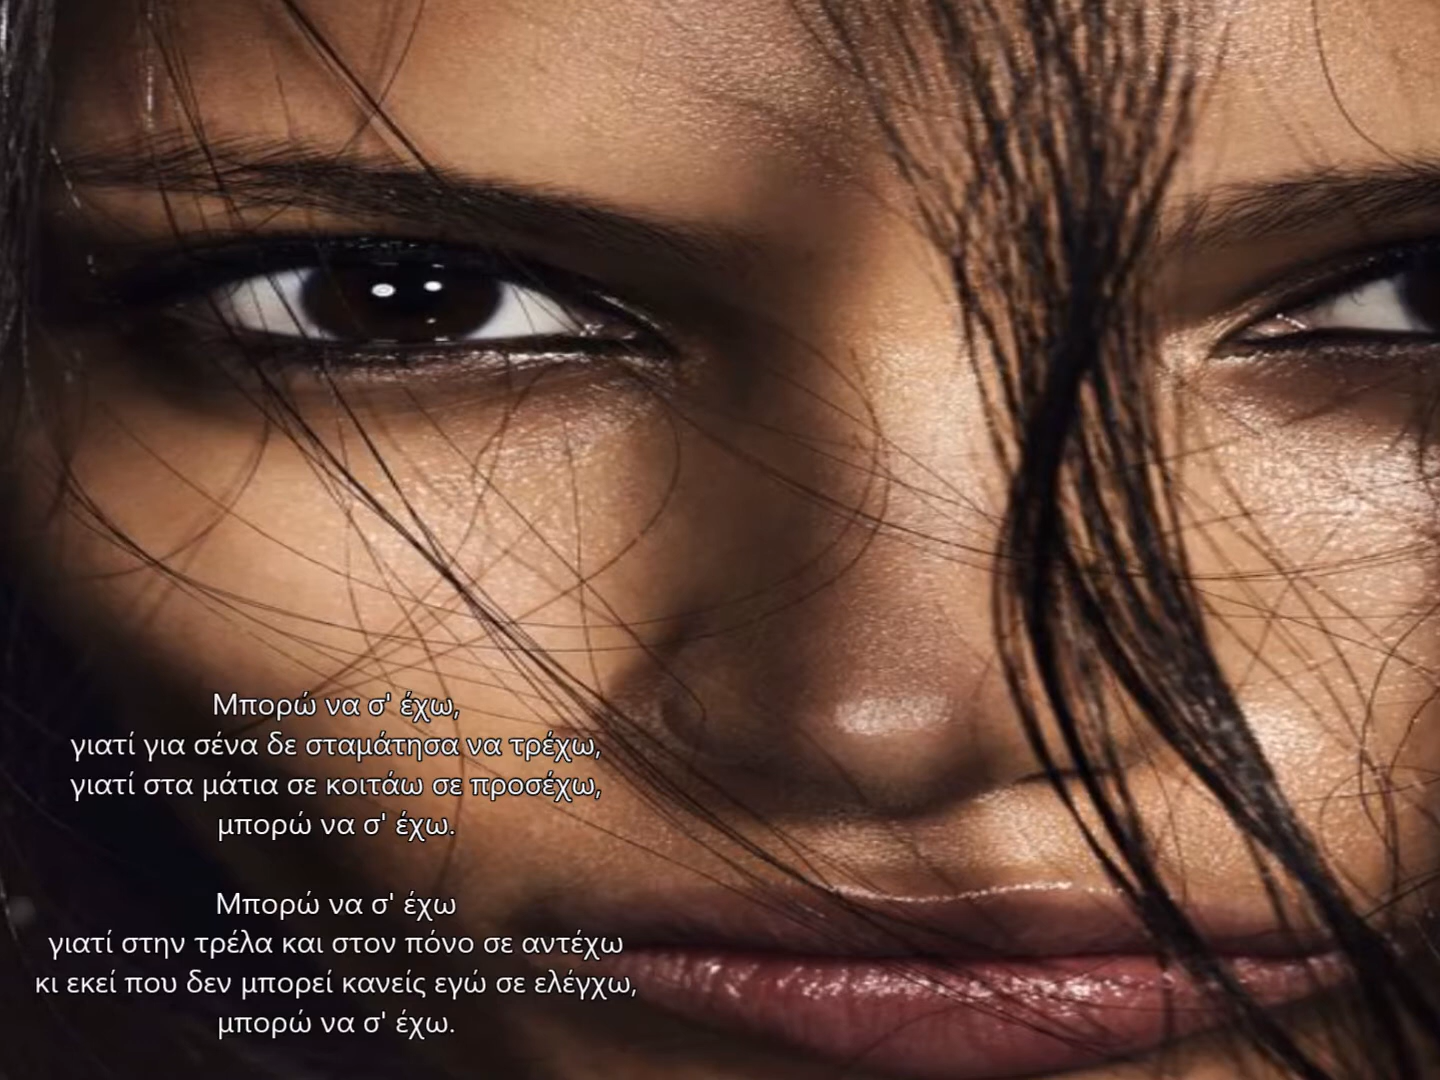 Μπορώ να σ' έχω,
γιατί για σένα δε σταμάτησα να τρέχω,
γιατί στα μάτια σε κοιτάω σε προσέχω,
μπορώ να σ' έχω.
Μπορώ να σ' έχω
γιατί στην τρέλα και στον πόνο σε αντέχω
κι εκεί που δεν μπορεί κανείς εγώ σε ελέγχω,
μπορώ να σ' έχω.